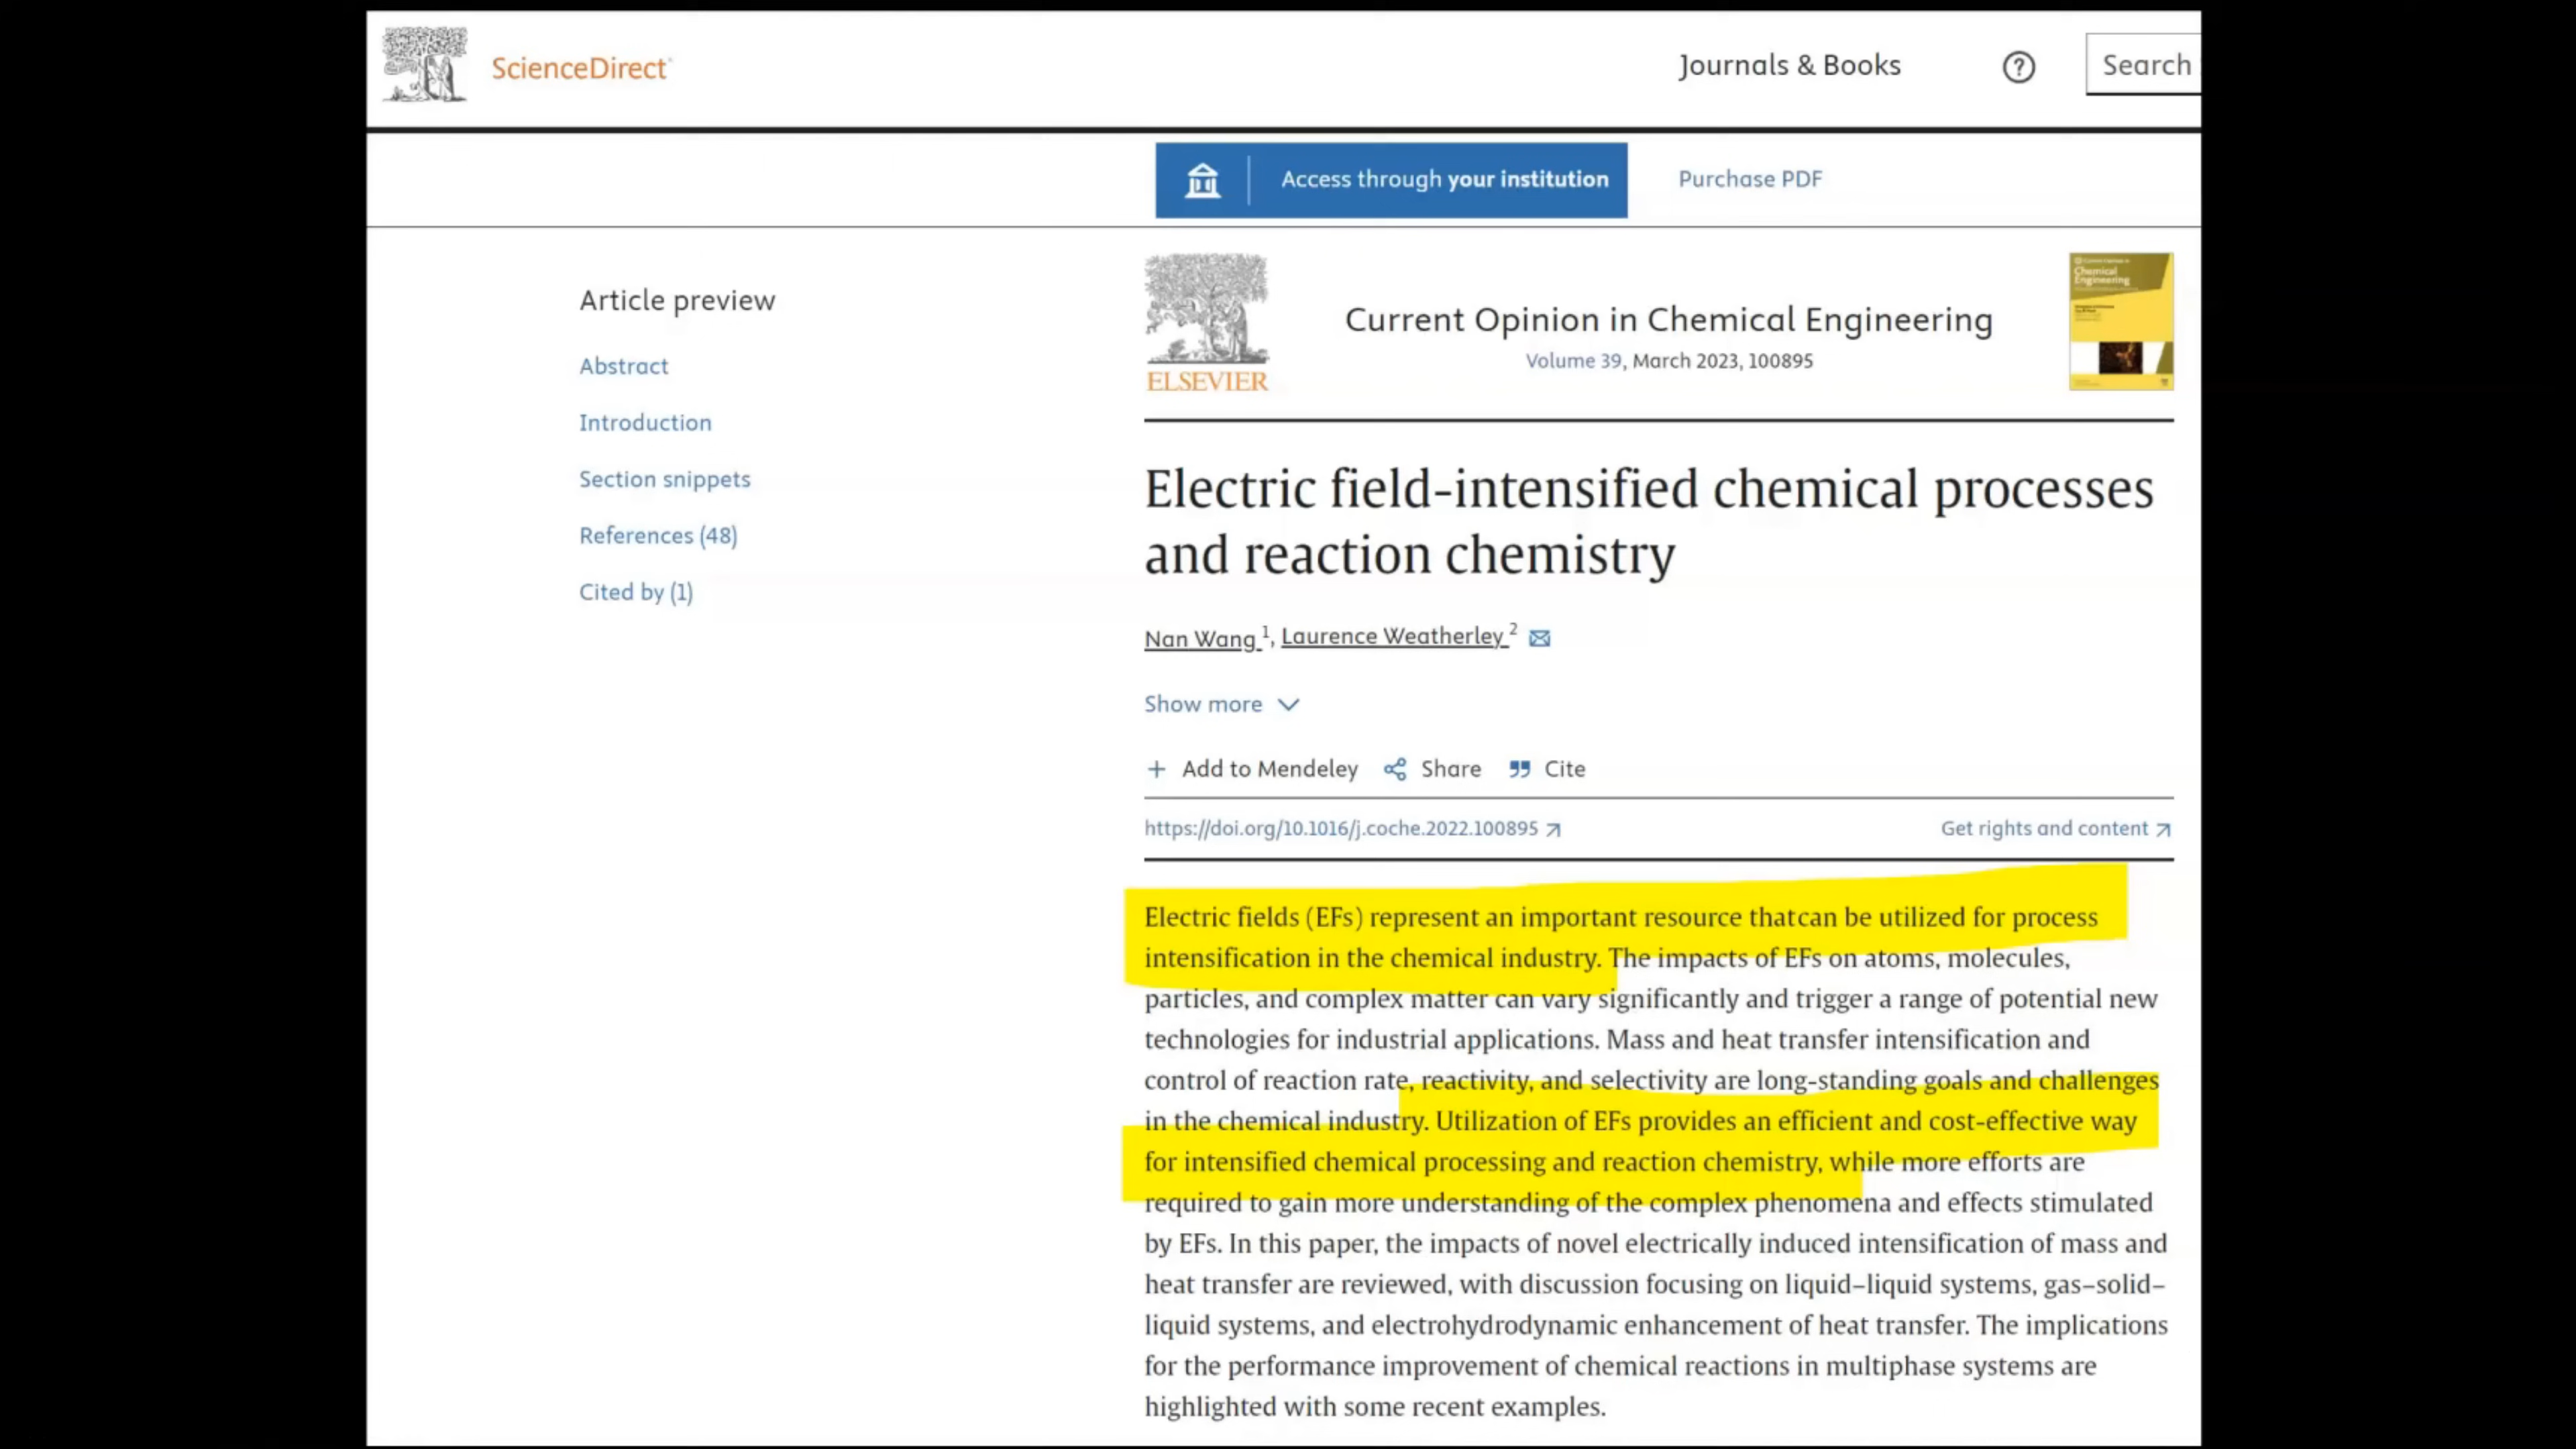 ScienceDirect
Journals & Books
Search
Access through your institution
Purchase PDF
Article preview
Abstract
Introduction
Section snippets
References (48)
Cited by (1)
ELSEVIER
Current Opinion in Chemical Engineering
Volume 39, March 2023, 100895
Chemical
Engineering
Electric field-intensified chemical processes
and reaction chemistry
Nan Wang 1, Laurence Weatherley 2
Show more
Add to Mendeley
Share
Cite
https://doi.org/10.1016/j.coche.2022.100895
Get rights and content
Electric fields (EFs) represent an important resource thatcan be utilized for process
intensification in the chemical industry. The impacts of EFs on atoms, molecules,
particles, and complex matter can vary significantly and trigger a range of potential new
technologies for industrial applications. Mass and heat transfer intensification and
control of reaction rate, reactivity, and selectivity are long-standing goals and challenges
in the chemical industry. Utilization of EFs provides an efficient and cost-effective way
for intensified chemical processing and reaction chemistry, while more efforts are
required to gain more understanding of the complex phenomena and effects stimulated
by EFs. In this paper, the impacts of novel electrically induced intensification of mass and
heat transfer are reviewed, with discussion focusing on liquid–liquid systems, gas–solid–
liquid systems, and electrohydrodynamic enhancement of heat transfer. The implications
for the performance improvement of chemical reactions in multiphase systems are
highlighted with some recent examples.